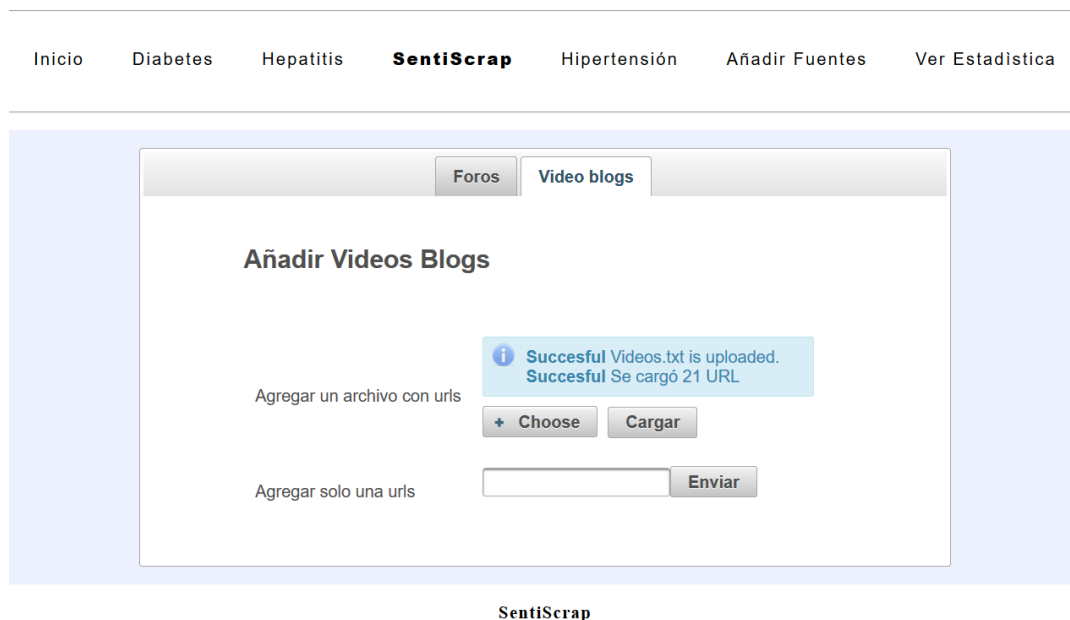 Inicio Diabetes Hepatitis SentiScrap Hipertensión Añadir Fuentes Ver Estadìstica
Foros Video blogs
Añadir Videos Blogs
Succesful Videos.txt is uploaded.
Succesful Se cargó 21 URL
Agregar un archivo con urls
+ Choose Cargar
Agregar solo una urls Enviar
SentiScrap